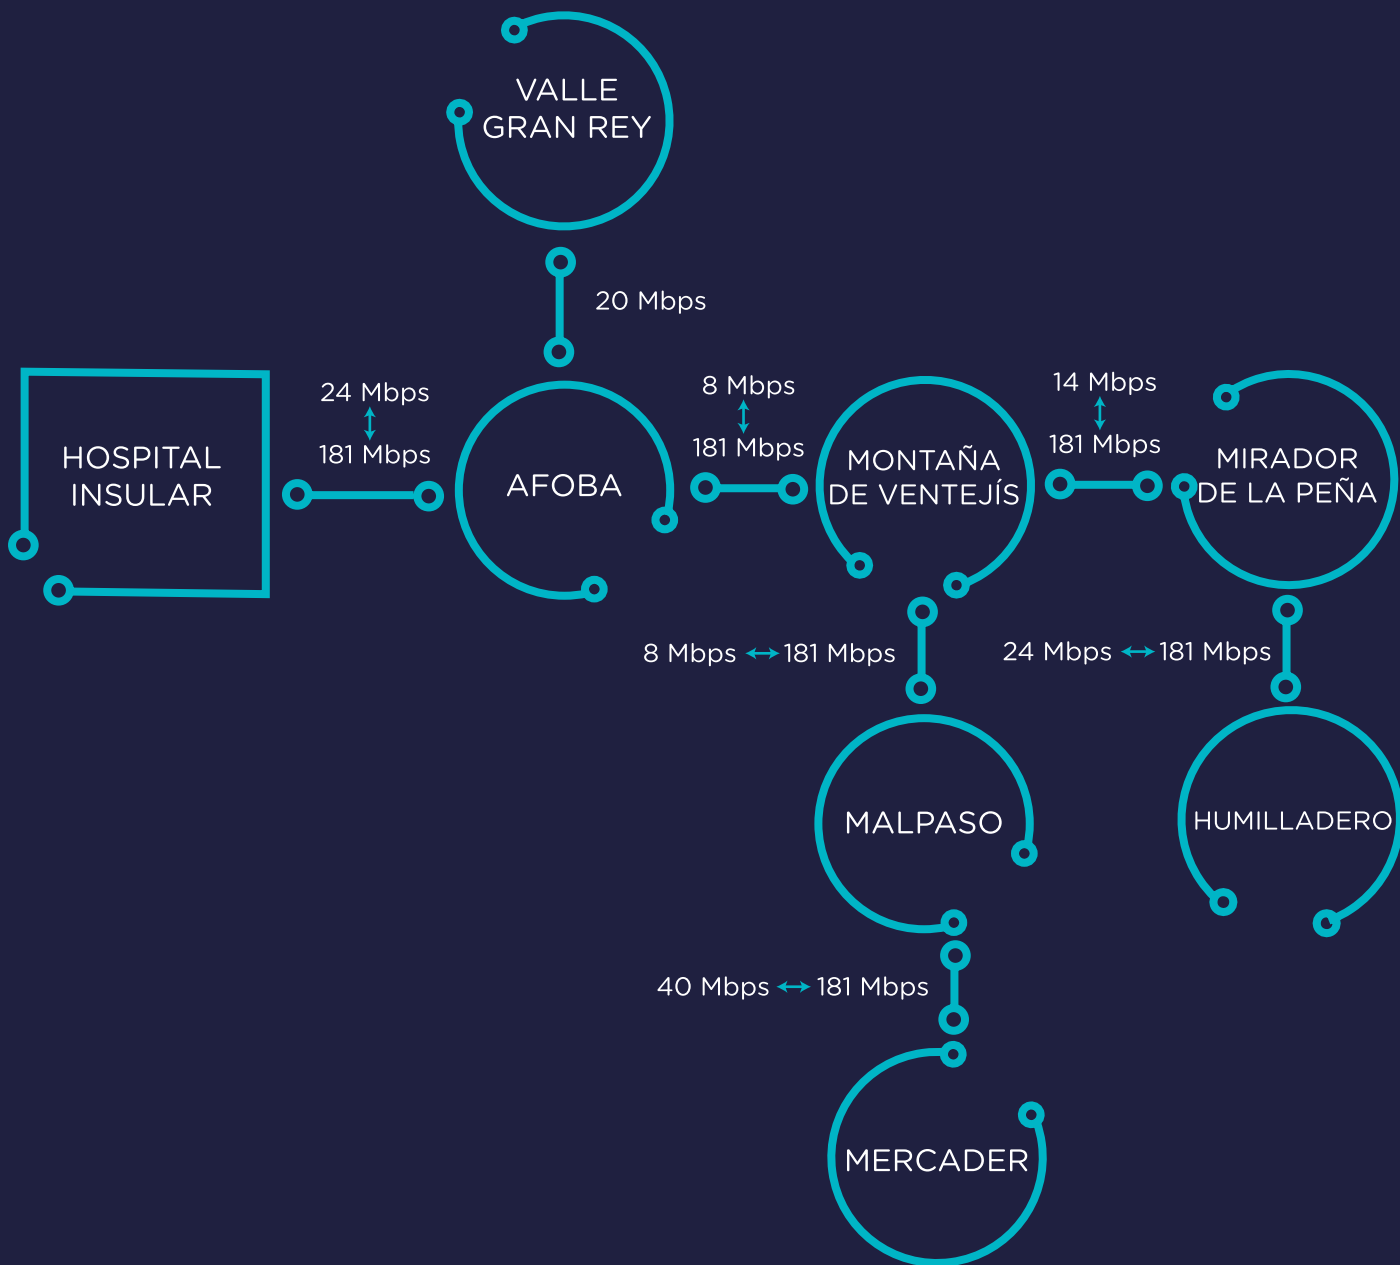 VALLE
GRAN REY
20 Mbps
24 Mbps
181 Mbps
8 Mbps
181 Mbps
14 Mbps
181 Mbps
HOSPITAL
INSULAR
AFOBA
MONTAÑA
DE VENTEJÍS
MIRADOR
DE LA PEÑA
8 Mbps 181 Mbps
24 Mbps 181 Mbps
MALPASO
HUMILLADERO
40 Mbps 181 Mbps
MERCADER